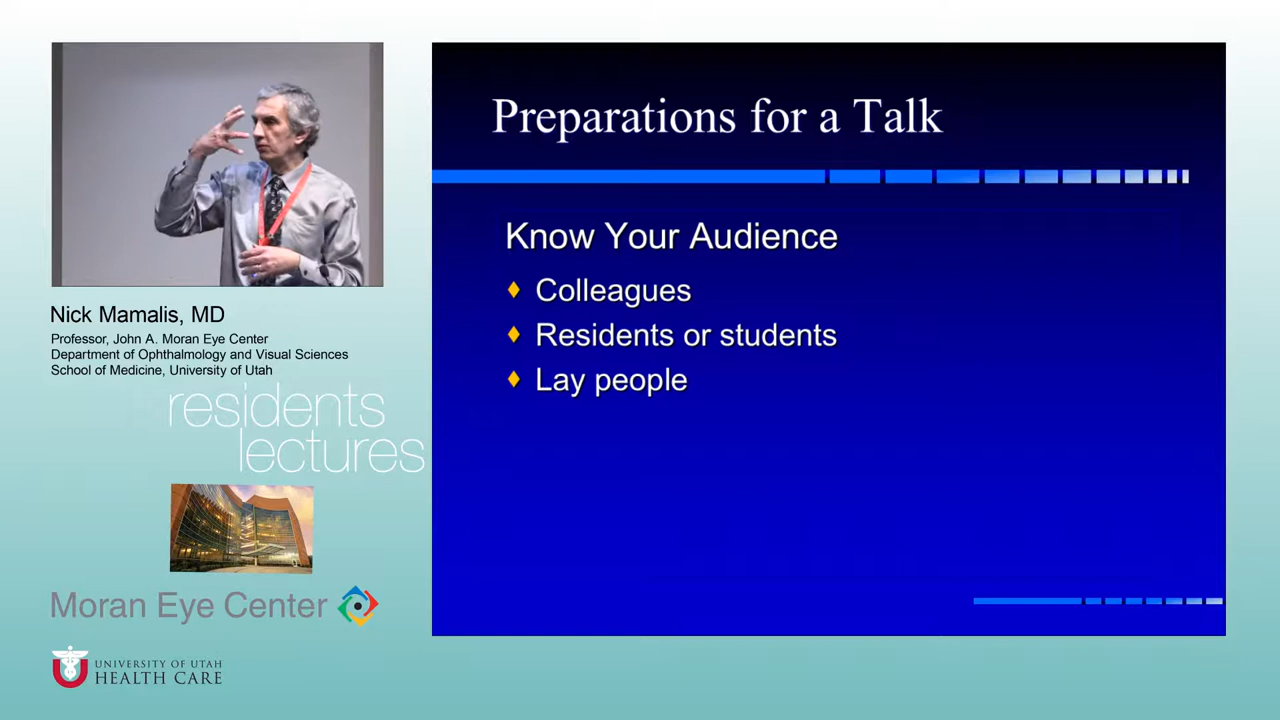 Nick Mamalis, MD
Professor, John A. Moran Eye Center
Department of Ophthalmology and Visual Sciences
School of Medicine, University of Utah
residents
lectures
Moran Eye Center
UNIVERSITY OF UTAH
HEALTH CARE
Preparations for a Talk
Know Your Audience
Colleagues
Residents or students
Lay people